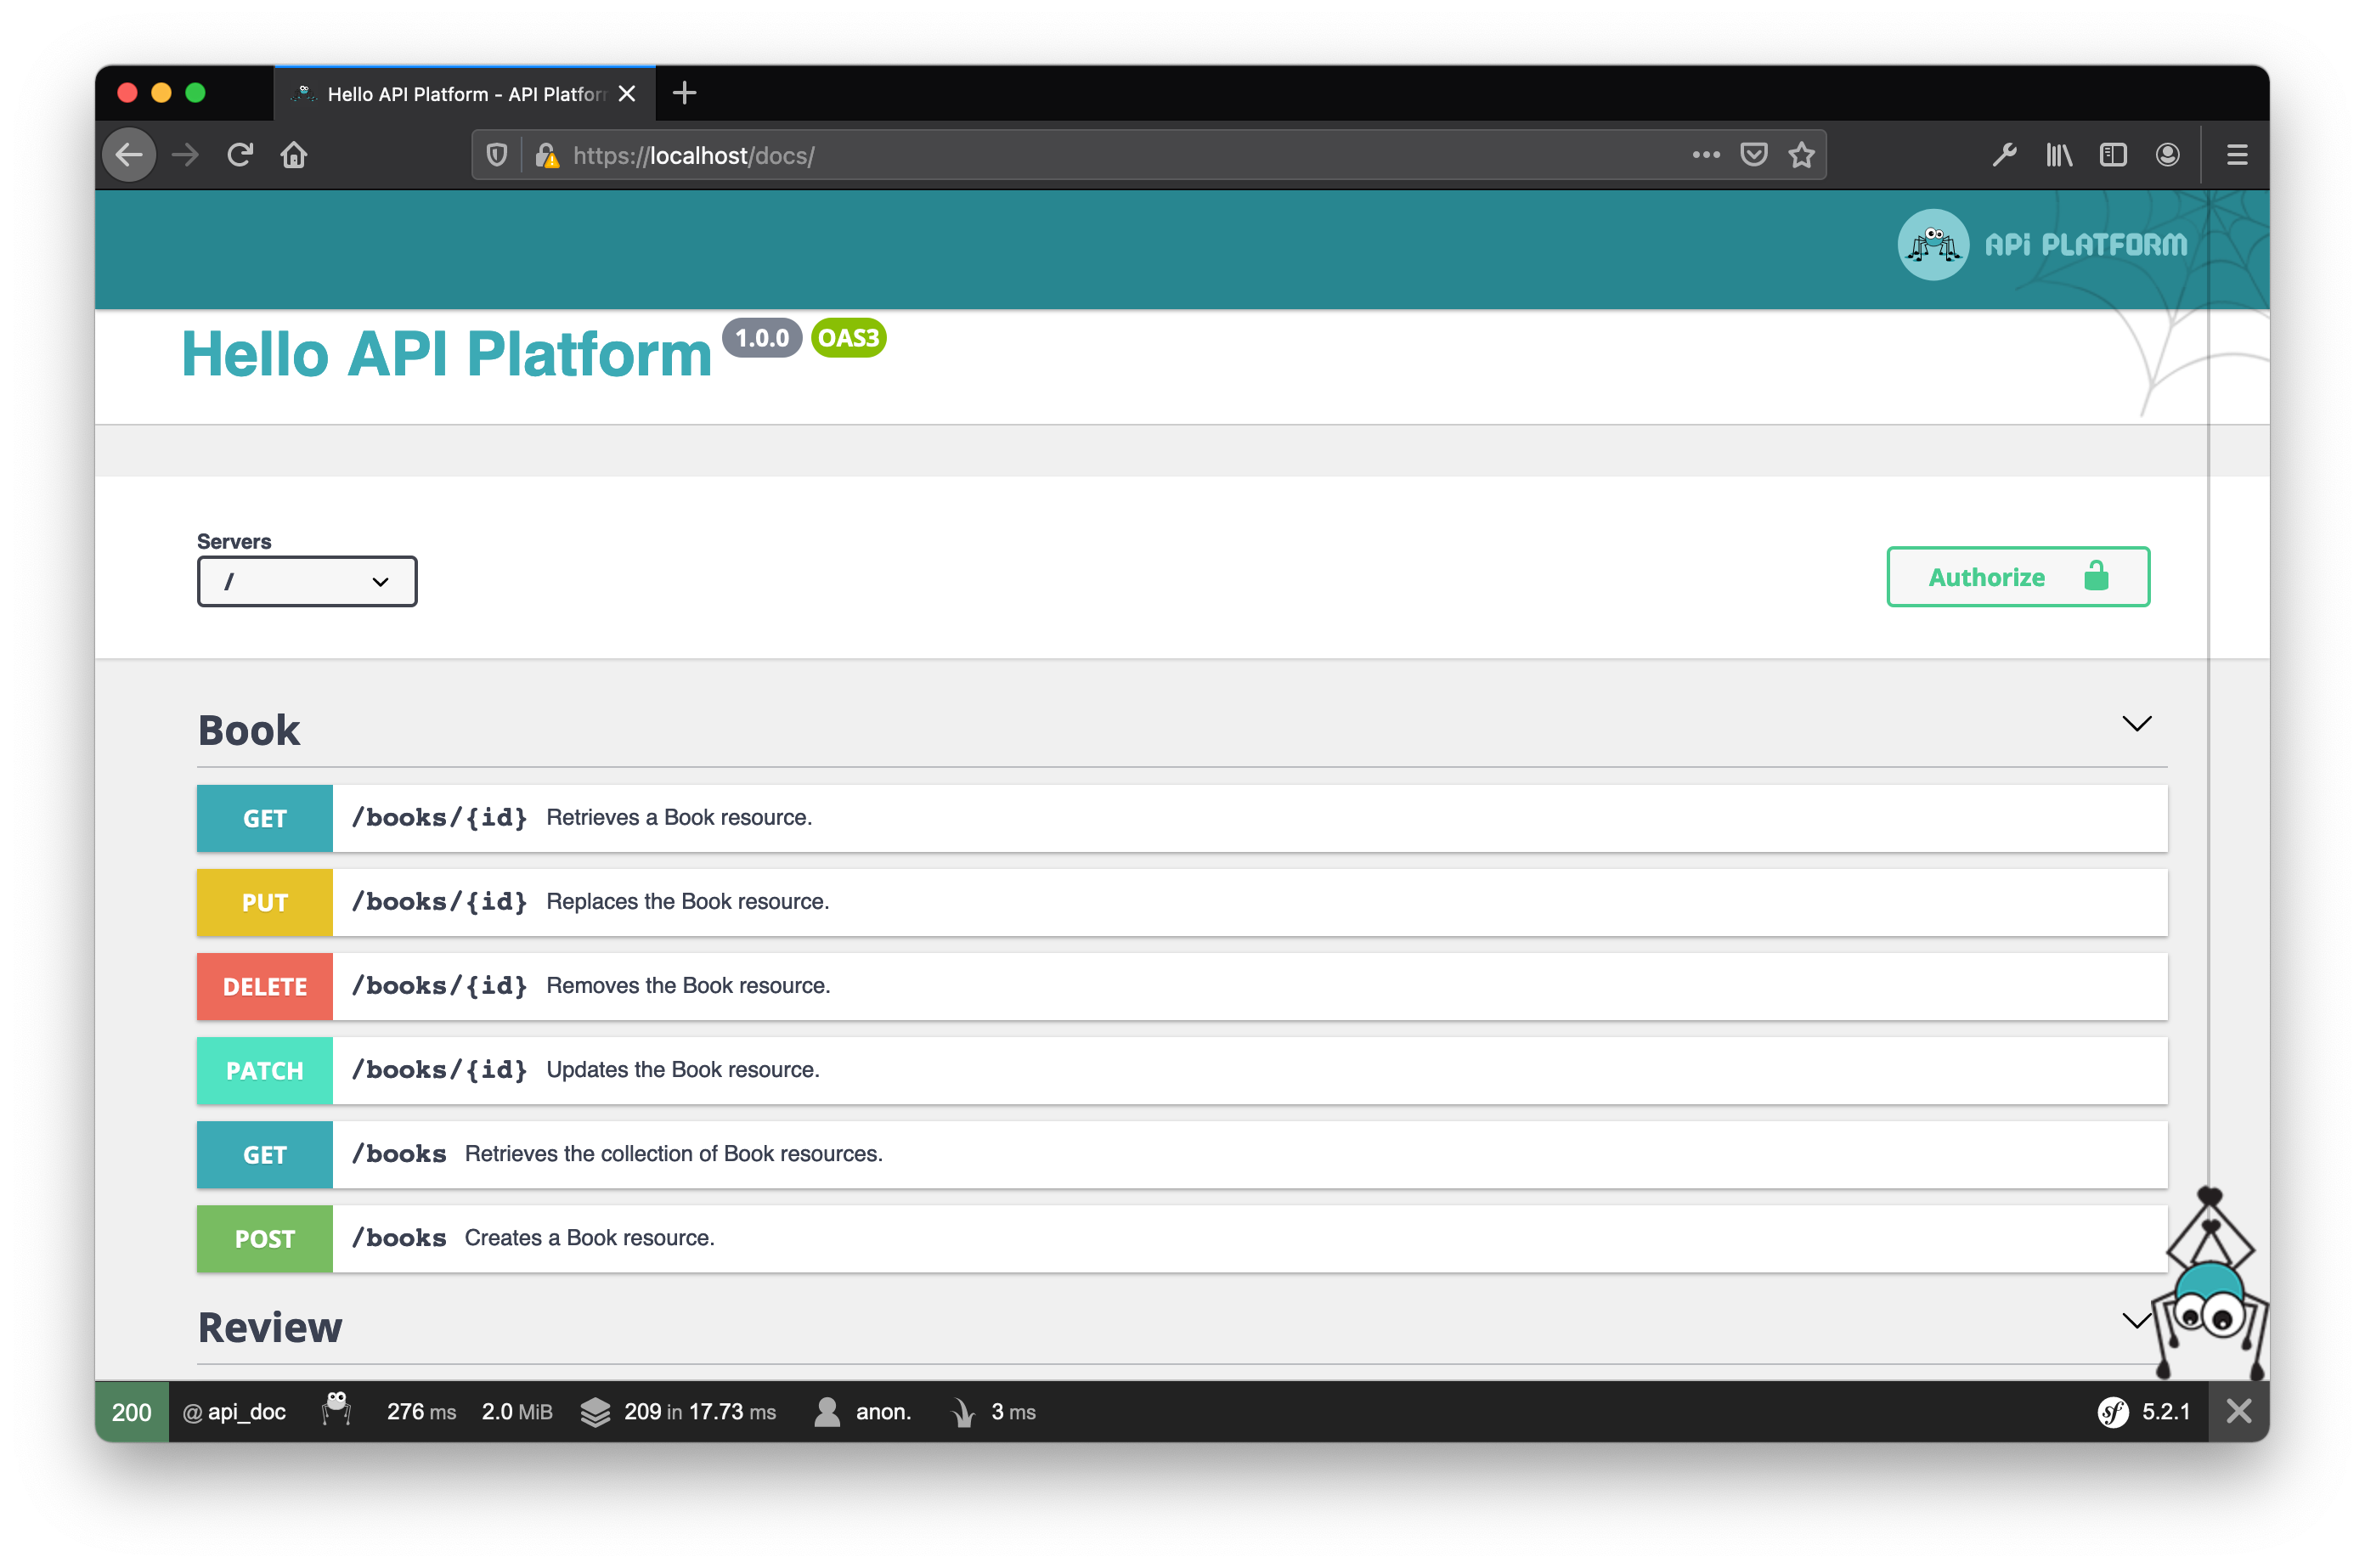 Hello API Platform - API Platfor
https://localhost/docs/
API PLATFORM
Hello API Platform 1.0.0 OAS3
Servers
/
Authorize
Book
GET /books/{id} Retrieves a Book resource.
PUT /books/{id} Replaces the Book resource.
DELETE /books/{id} Removes the Book resource.
PATCH /books/{id} Updates the Book resource.
GET /books Retrieves the collection of Book resources.
POST /books Creates a Book resource.
Review
200 @ api_doc 276 ms 2.0 MiB 209 in 17.73 ms anon. 3 ms sf 5.2.1